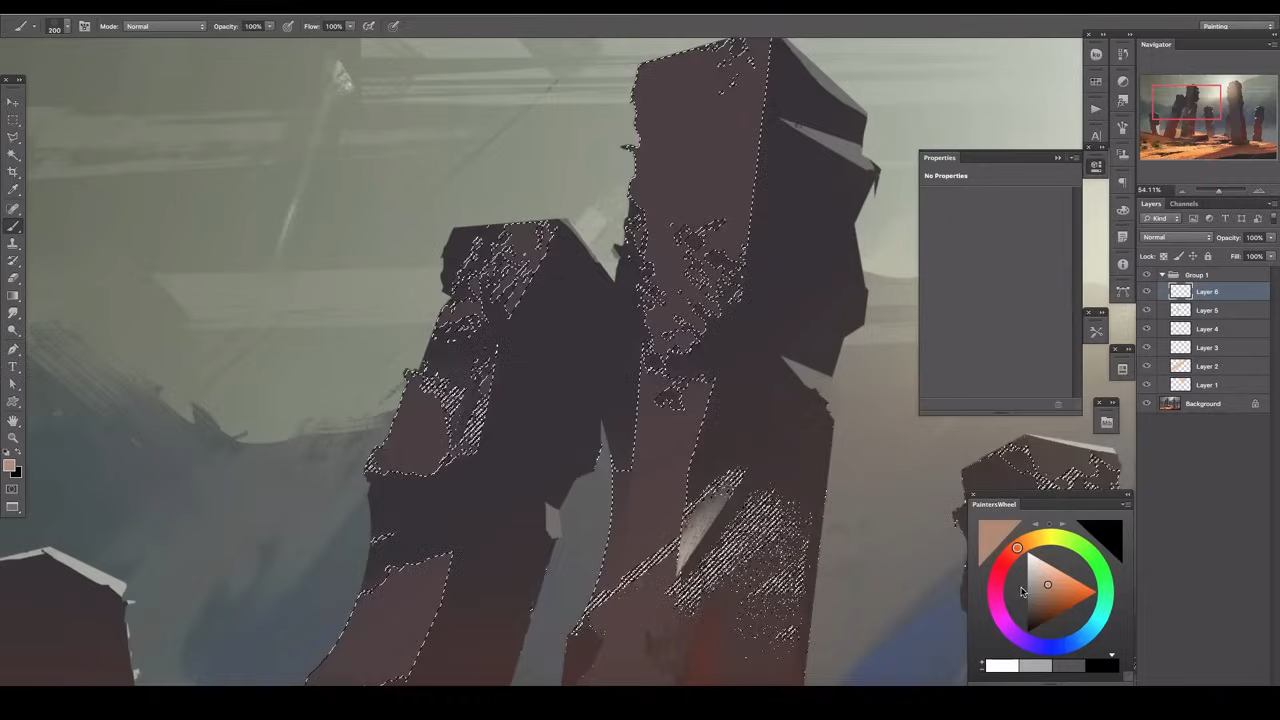 200
Mode: Normal
Opacity: 100%
Flow: 100%
Painting
Navigator
54.11%
Properties
No Properties
Layers Channels
Kind
Normal
Opacity: 100%
Lock:
Fill: 100%
Group 1
Layer 6
Layer 5
Layer 4
Layer 3
Layer 2
Layer 1
Background
PaintersWheel